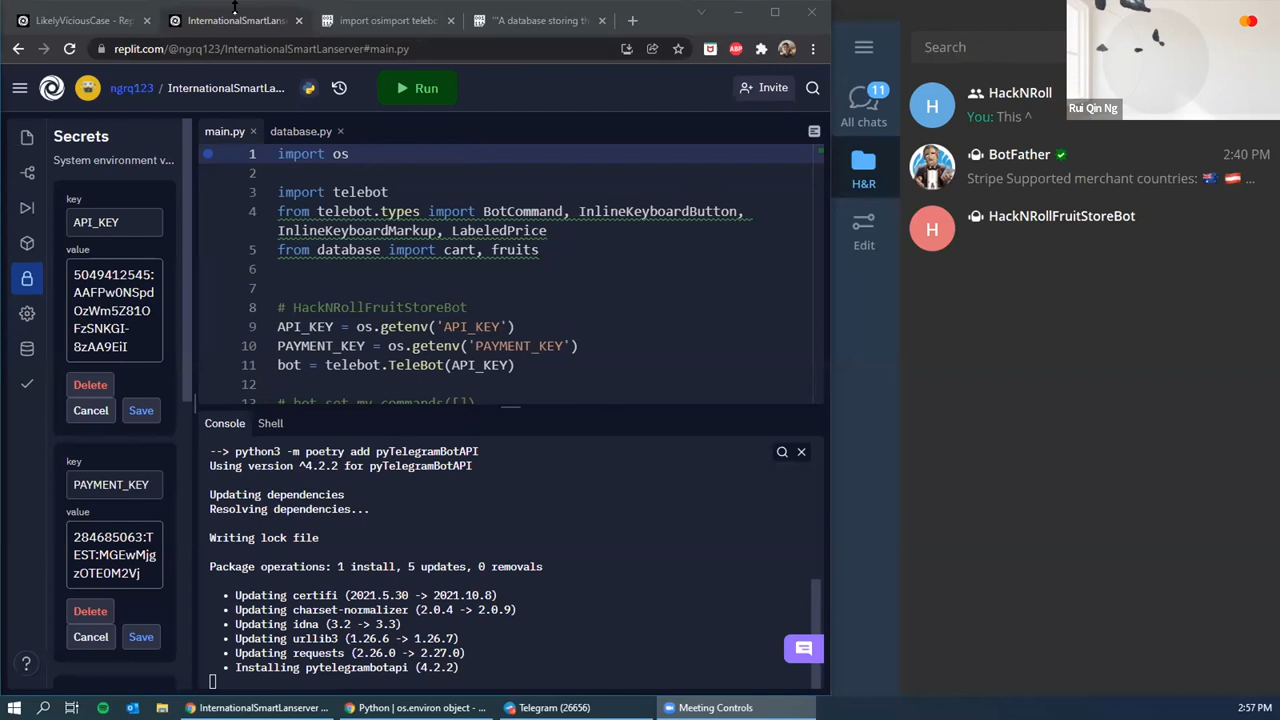 LikelyViciousCase - Rep
InternationalSmartLans
import osimport telebo
'''A database storing th
replit.com/@ngrq123/InternationalSmartLanserver#main.py
ABP
ngrq123 / InternationalSmartLa...
Run
Invite
Secrets
System environment v...
key
API_KEY
value
5049412545:
AAFPw0NSpd
OzWm5Z81O
FzSNKGI-
8zAA9EiI
Delete
Cancel
Save
key
PAYMENT_KEY
value
284685063:T
EST:MGEwMjg
zOTE0M2Vj
Delete
Cancel
Save
main.py
database.py
1 import os
2
3 import telebot
4 from telebot.types import BotCommand, InlineKeyboardButton,
InlineKeyboardMarkup, LabeledPrice
5 from database import cart, fruits
6
7
8 # HackNRollFruitStoreBot
9 API_KEY = os.getenv('API_KEY')
10 PAYMENT_KEY = os.getenv('PAYMENT_KEY')
11 bot = telebot.TeleBot(API_KEY)
12
# bot.set_my_commands([])
Console
Shell
--> python3 -m poetry add pyTelegramBotAPI
Using version ^4.2.2 for pyTelegramBotAPI
Updating dependencies
Resolving dependencies...
Writing lock file
Package operations: 1 install, 5 updates, 0 removals
• Updating certifi (2021.5.30 -> 2021.10.8)
• Updating charset-normalizer (2.0.4 -> 2.0.9)
• Updating idna (3.2 -> 3.3)
• Updating urllib3 (1.26.6 -> 1.26.7)
• Updating requests (2.26.0 -> 2.27.0)
• Installing pytelegrambotapi (4.2.2)
11
All chats
H&R
Edit
Search
H
HackNRoll
You: This ^
BotFather
2:40 PM
Stripe Supported merchant countries: ...
H
HackNRollFruitStoreBot
Rui Qin Ng
InternationalSmartLanserver ...
Python | os.environ object - ...
Telegram (26656)
Meeting Controls
2:57 PM